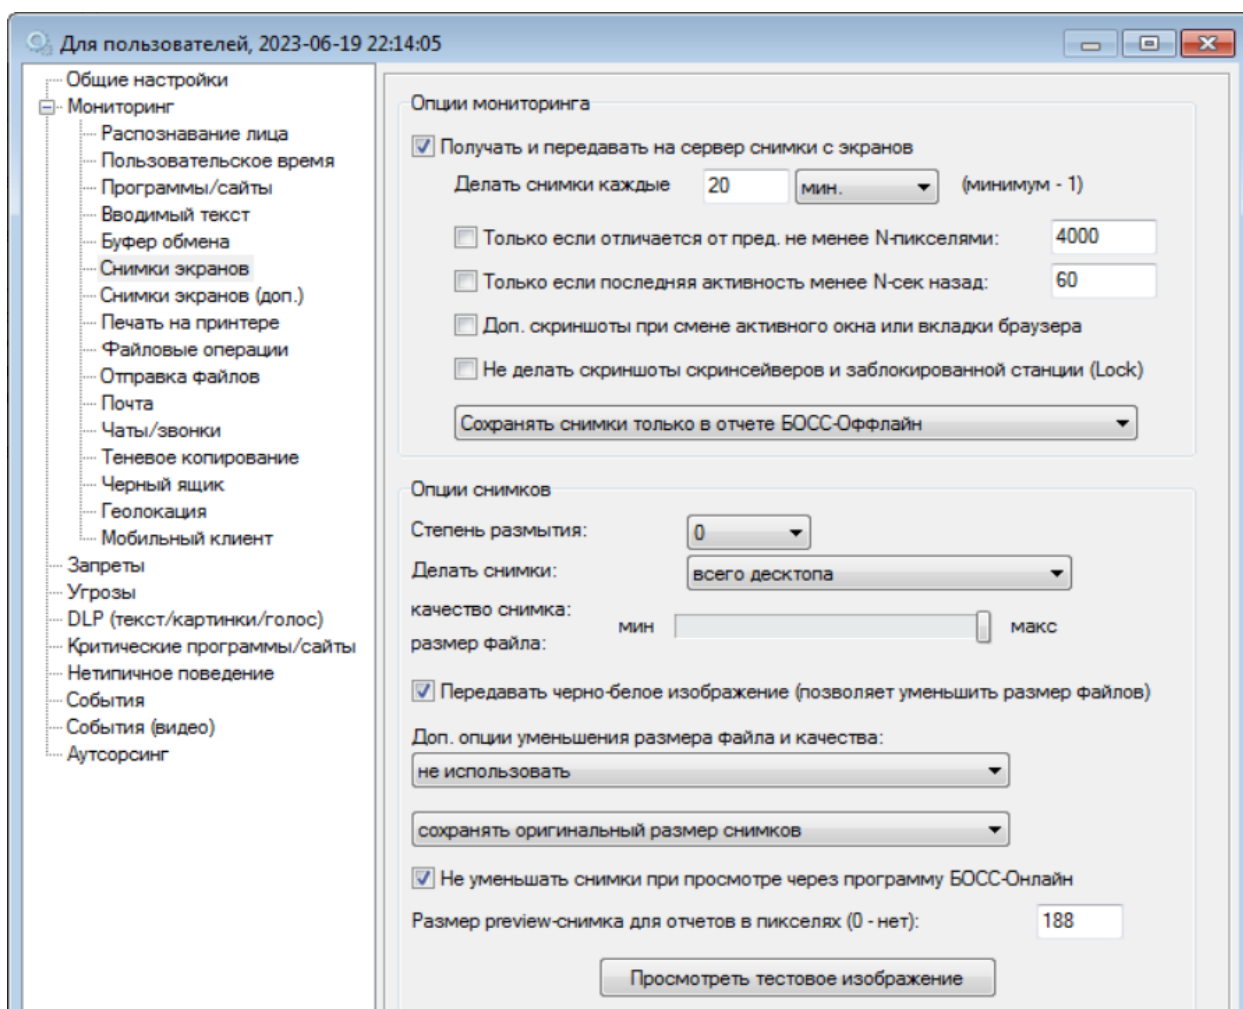 Для пользователей, 2023-06-19 22:14:05
Общие настройки
Мониторинг
Распознавание лица
Пользовательское время
Программы/сайты
Вводимый текст
Буфер обмена
Снимки экранов
Снимки экранов (доп.)
Печать на принтере
Файловые операции
Отправка файлов
Почта
Чаты/звонки
Теневое копирование
Черный ящик
Геолокация
Мобильный клиент
Запреты
Угрозы
DLP (текст/картинки/голос)
Критические программы/сайты
Нетипичное поведение
События
События (видео)
Аутсорсинг
Опции мониторинга
Получать и передавать на сервер снимки с экранов
Делать снимки каждые 20 мин. (минимум - 1)
Только если отличается от пред. не менее N-пикселями: 4000
Только если последняя активность менее N-сек назад: 60
Доп. скриншоты при смене активного окна или вкладки браузера
Не делать скриншоты скринсейверов и заблокированной станции (Lock)
Сохранять снимки только в отчете БОСС-Оффлайн
Опции снимков
Степень размытия: 0
Делать снимки: всего десктопа
качество снимка:
мин макс
размер файла:
Передавать черно-белое изображение (позволяет уменьшить размер файлов)
Доп. опции уменьшения размера файла и качества:
не использовать
сохранять оригинальный размер снимков
Не уменьшать снимки при просмотре через программу БОСС-Онлайн
Размер preview-снимка для отчетов в пикселях (0 - нет): 188
Просмотреть тестовое изображение